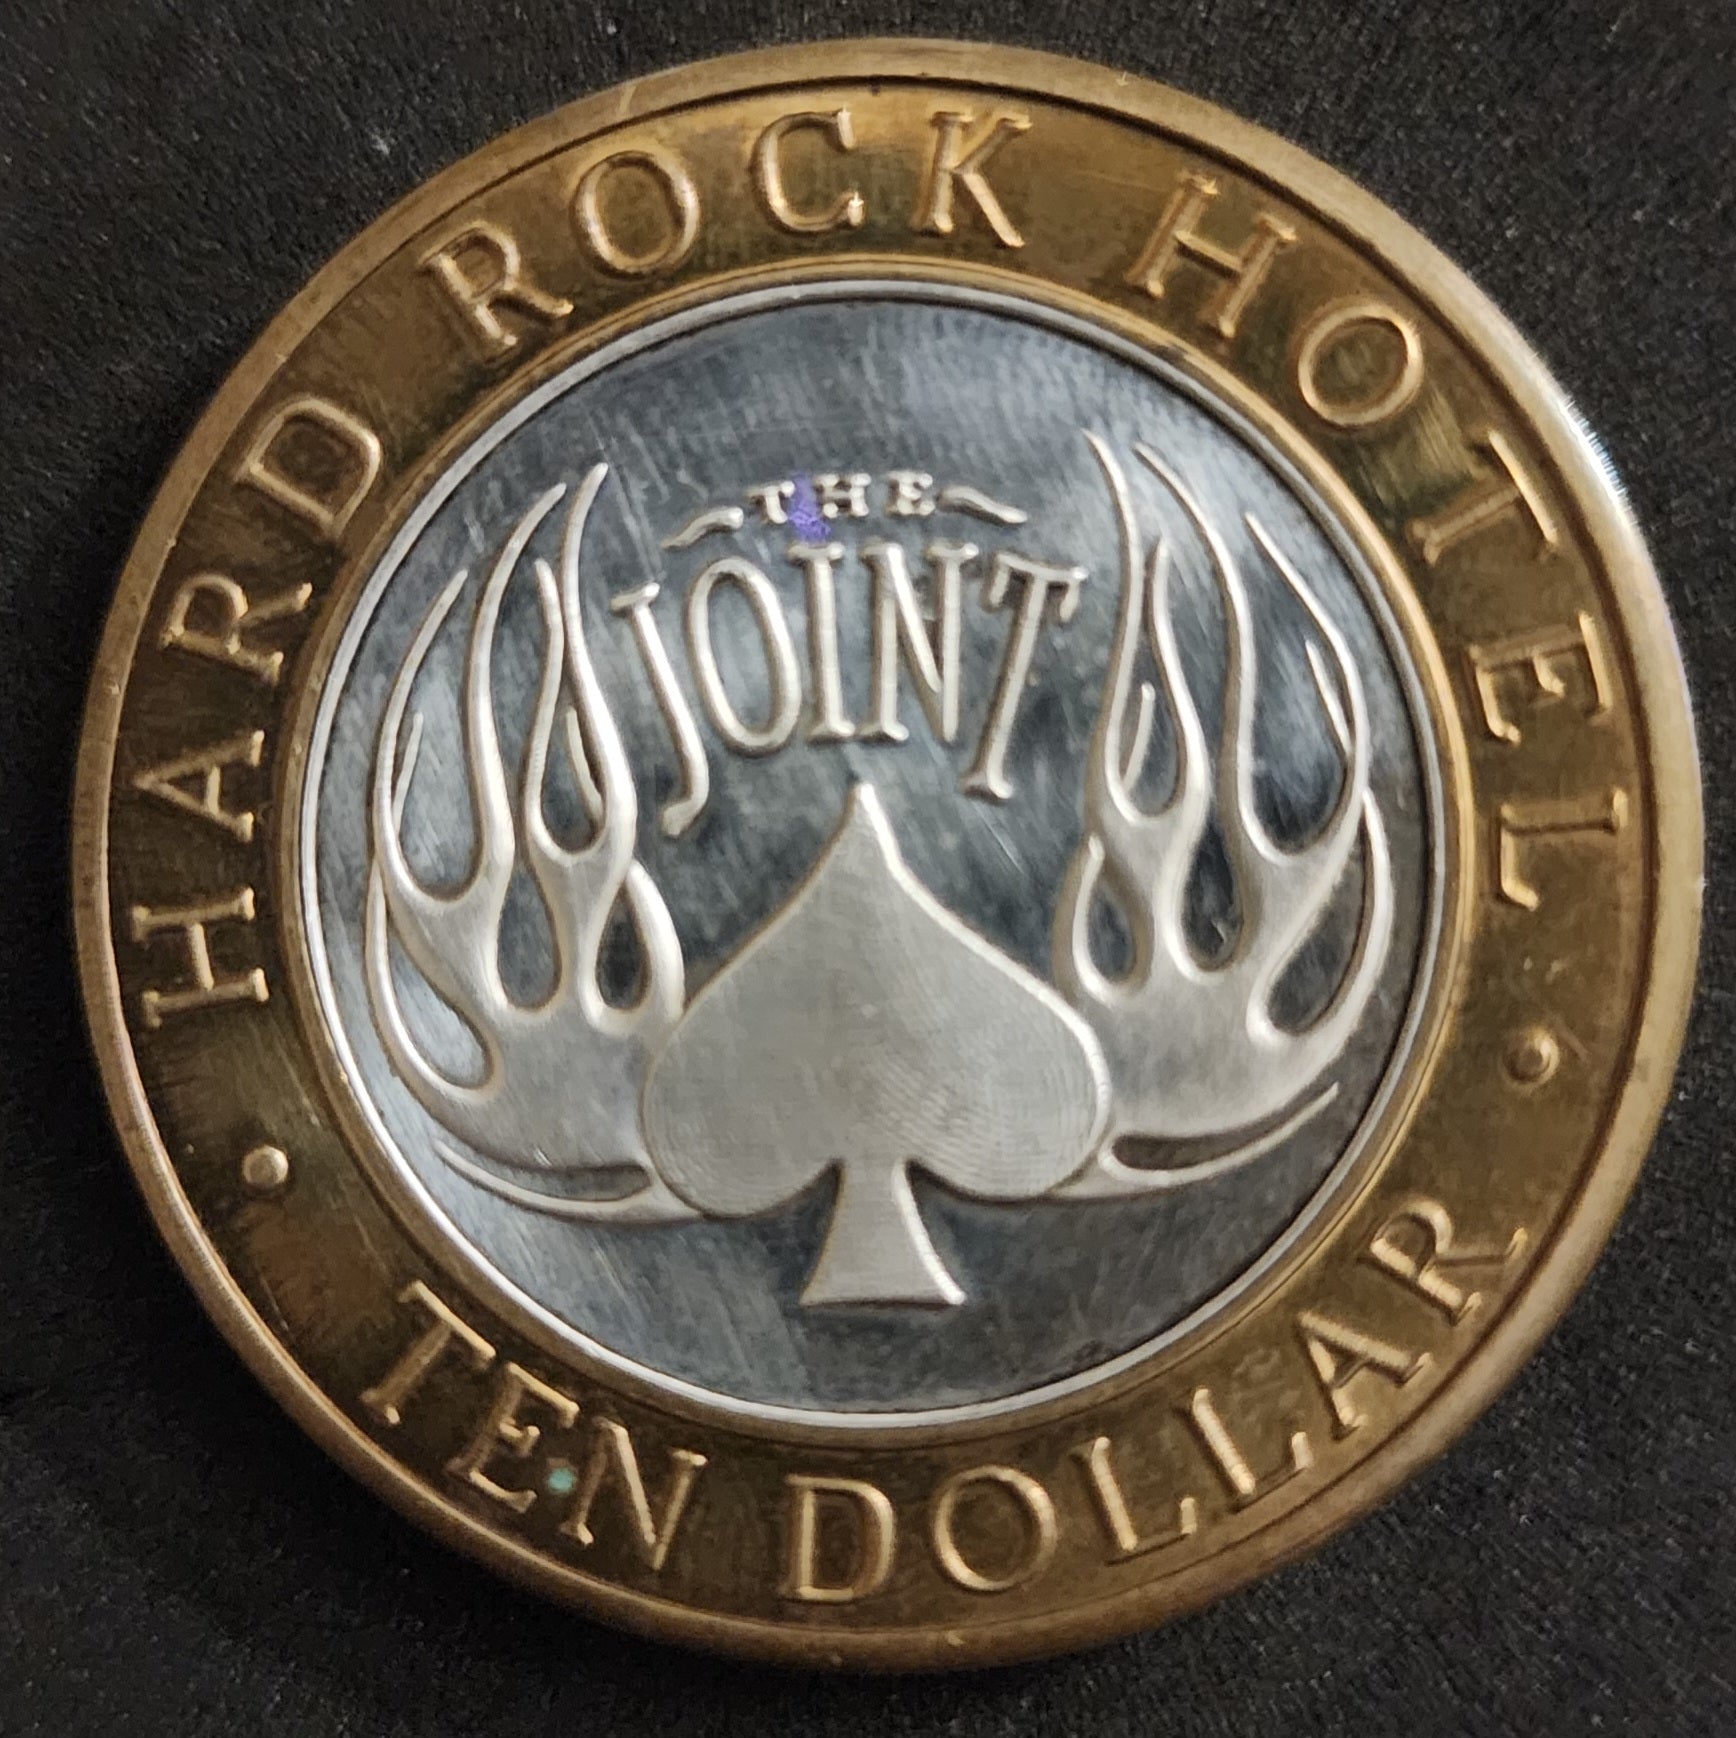 HARD ROCK HOTEL
THE
JOINT
• TEN DOLLAR •